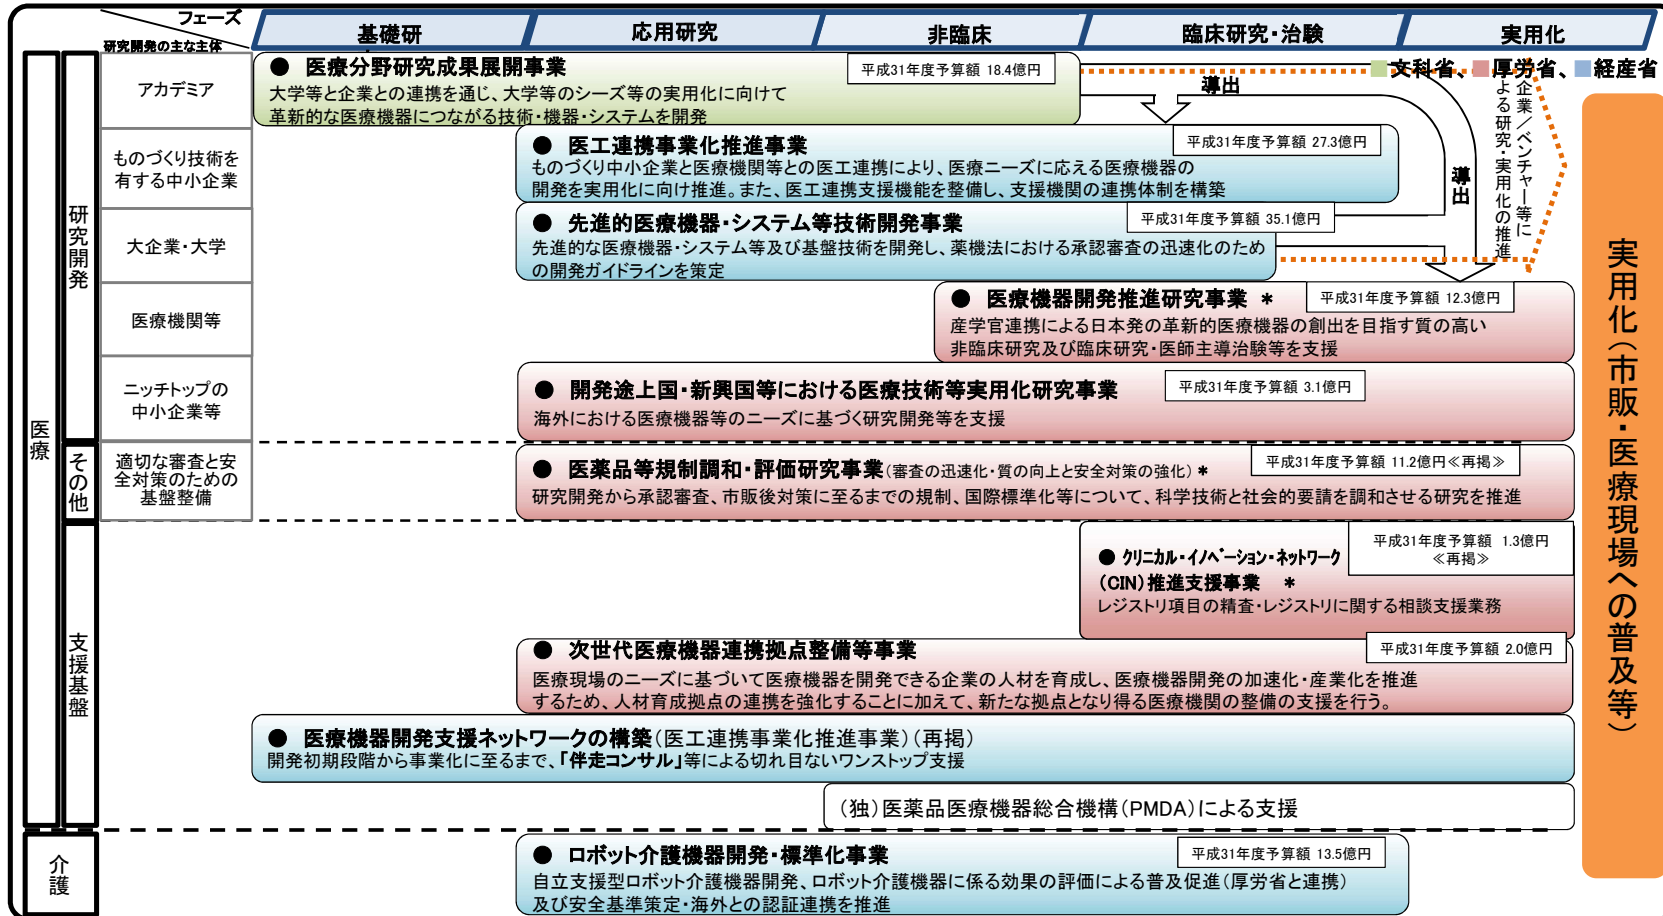 フェーズ
研究開発の主な主体
基礎研
応用研究
非臨床
臨床研究・治験
実用化
文科省、 厚労省、 経産省
医療
研究開発
その他
支援基盤
介護
アカデミア
ものづくり技術を
有する中小企業
大企業・大学
医療機関等
ニッチトップの
中小企業等
適切な審査と安
全対策のための
基盤整備
● 医療分野研究成果展開事業
平成31年度予算額 18.4億円
大学等と企業との連携を通じ、大学等のシーズ等の実用化に向けて
革新的な医療機器につながる技術・機器・システムを開発
導出
導出
企業／ベンチャー等に
よる研究・実用化の推進
● 医工連携事業化推進事業
平成31年度予算額 27.3億円
ものづくり中小企業と医療機関等との医工連携により、医療ニーズに応える医療機器の
開発を実用化に向け推進。また、医工連携支援機能を整備し、支援機関の連携体制を構築
● 先進的医療機器・システム等技術開発事業
平成31年度予算額 35.1億円
先進的な医療機器・システム等及び基盤技術を開発し、薬機法における承認審査の迅速化のため
の開発ガイドラインを策定
● 医療機器開発推進研究事業 ＊
平成31年度予算額 12.3億円
産学官連携による日本発の革新的医療機器の創出を目指す質の高い
非臨床研究及び臨床研究・医師主導治験等を支援
● 開発途上国・新興国等における医療技術等実用化研究事業
平成31年度予算額 3.1億円
海外における医療機器等のニーズに基づく研究開発等を支援
● 医薬品等規制調和・評価研究事業（審査の迅速化・質の向上と安全対策の強化）＊
平成31年度予算額 11.2億円≪再掲≫
研究開発から承認審査、市販後対策に至るまでの規制、国際標準化等について、科学技術と社会的要請を調和させる研究を推進
● クリニカル・イノベーション・ネットワーク
（CIN）推進支援事業 ＊
平成31年度予算額 1.3億円
≪再掲≫
レジストリ項目の精査・レジストリに関する相談支援業務
● 次世代医療機器連携拠点整備等事業
平成31年度予算額 2.0億円
医療現場のニーズに基づいて医療機器を開発できる企業の人材を育成し、医療機器開発の加速化・産業化を推進
するため、人材育成拠点の連携を強化することに加えて、新たな拠点となり得る医療機関の整備の支援を行う。
● 医療機器開発支援ネットワークの構築（医工連携事業化推進事業）（再掲）
開発初期段階から事業化に至るまで、「伴走コンサル」等による切れ目ないワンストップ支援
（独）医薬品医療機器総合機構（PMDA）による支援
● ロボット介護機器開発・標準化事業
平成31年度予算額 13.5億円
自立支援型ロボット介護機器開発、ロボット介護機器に係る効果の評価による普及促進（厚労省と連携）
及び安全基準策定・海外との認証連携を推進
実用化（市販・医療現場への普及等）